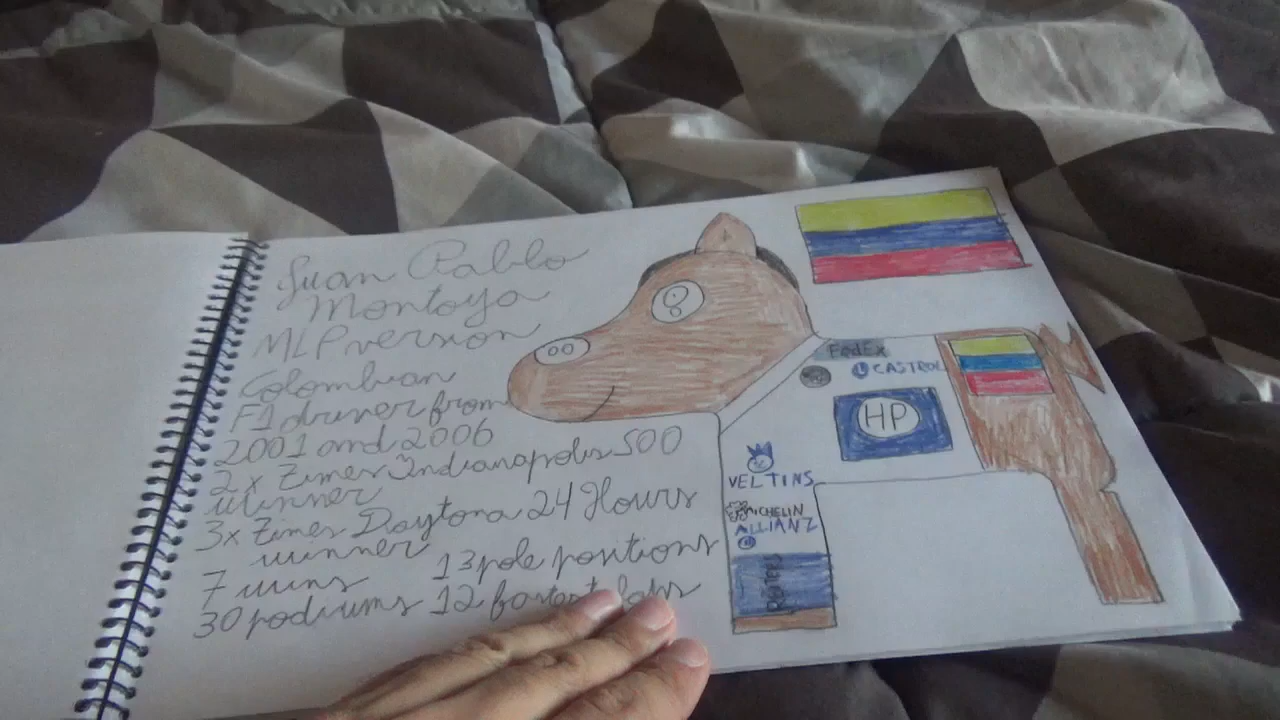 Juan Pablo
Montoya
MLP version
Colombian
F1 driver from
2001 and 2006
2x Times Indianapolis 500
Winner
3x Times Daytona 24 Hours
winner
7 wins 13 pole positions
30 podiums 12 fastest laps
FedEx
CASTROL
HP
VELTINS
MICHELIN
ALLIANZ